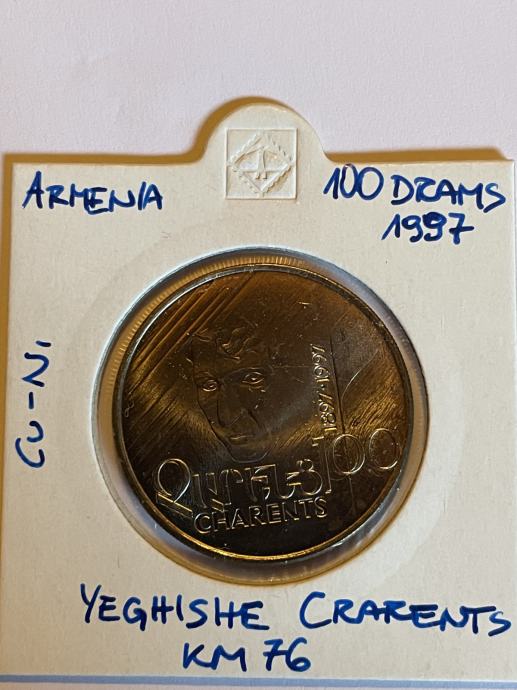 ARMENIA
100 DRAMS
1997
Cu-Ni
1897-1997
Չարենց 100
CHARENTS
YEGHISHE CRARENTS
KM 76